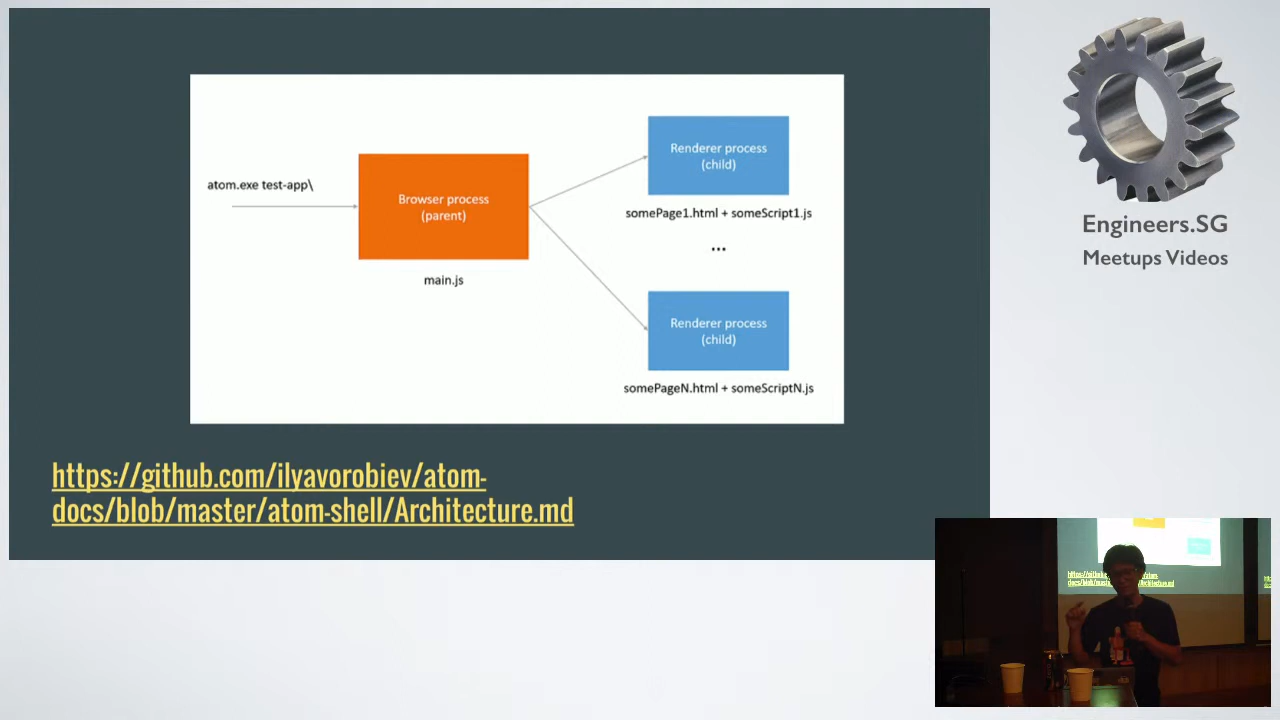 atom.exe test-app\
Browser process
(parent)
main.js
Renderer process
(child)
somePage1.html + someScript1.js
...
Renderer process
(child)
somePageN.html + someScriptN.js
https://github.com/ilyavorobiev/atom-
docs/blob/master/atom-shell/Architecture.md
Engineers.SG
Meetups Videos